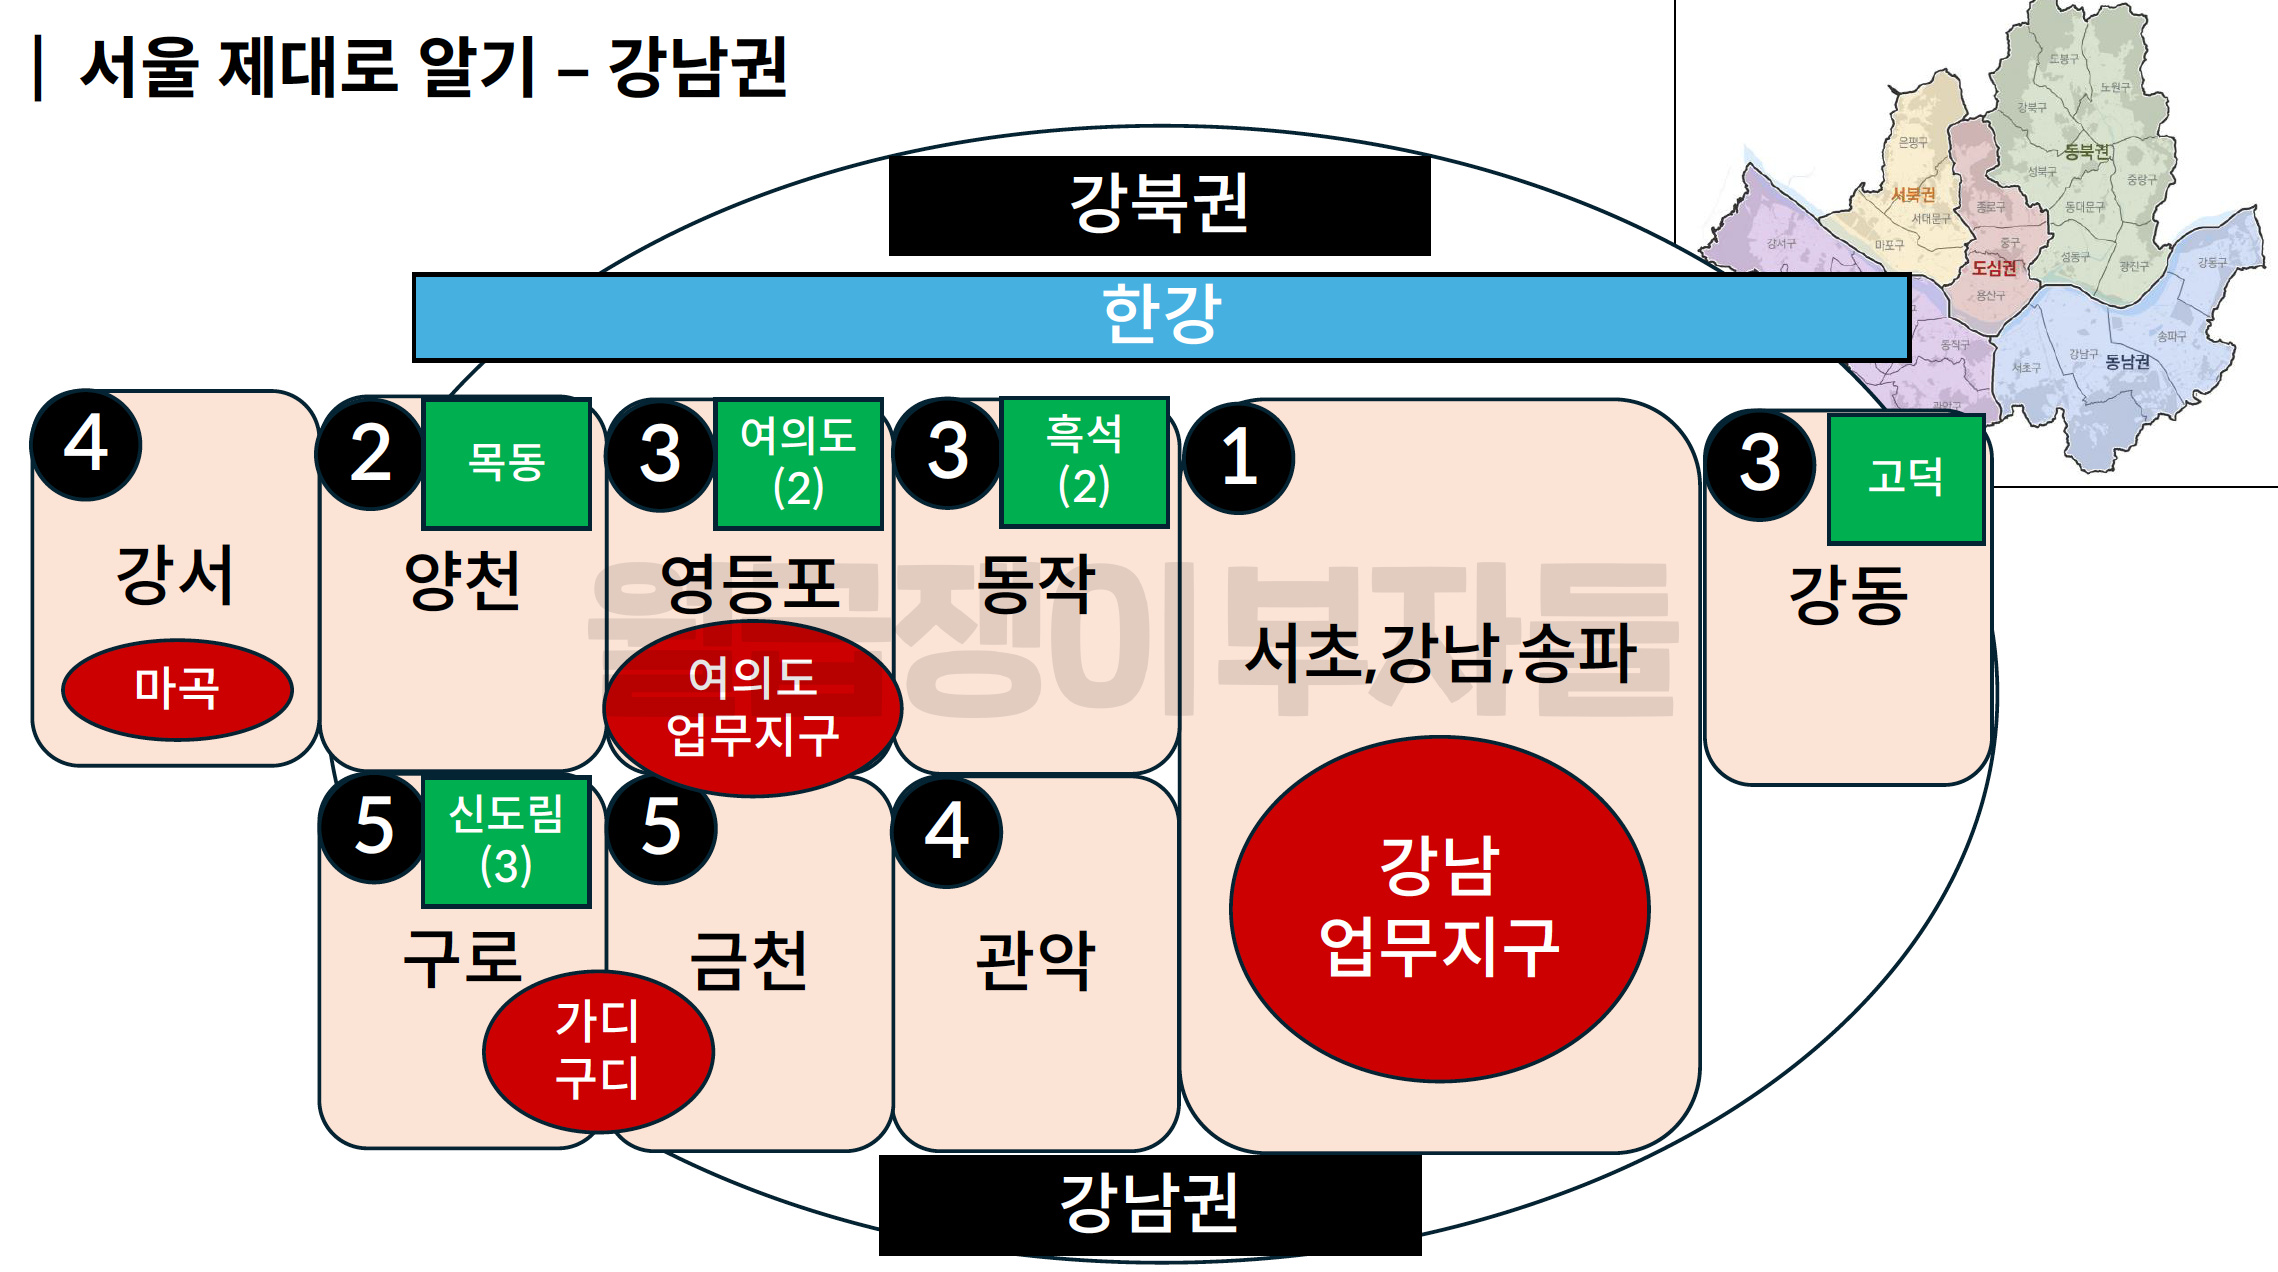 | 서울 제대로 알기 – 강남권
도봉구
노원구
강북구
은평구
동북권
성북구
중랑구
서북권
서대문구
종로구
동대문구
강서구
마포구
중구
성동구
광진구
강동구
도심권
용산구
동작구
송파구
강남구
동남권
서초구
관악구
강북권
한강
4
강서
마곡
2
목동
양천
3
여의도
(2)
영등포
여의도
업무지구
3
흑석
(2)
동작
1
서초,강남,송파
강남
업무지구
3
고덕
강동
5
신도림
(3)
구로
가디
구디
5
금천
4
관악
월급쟁이부자들
강남권